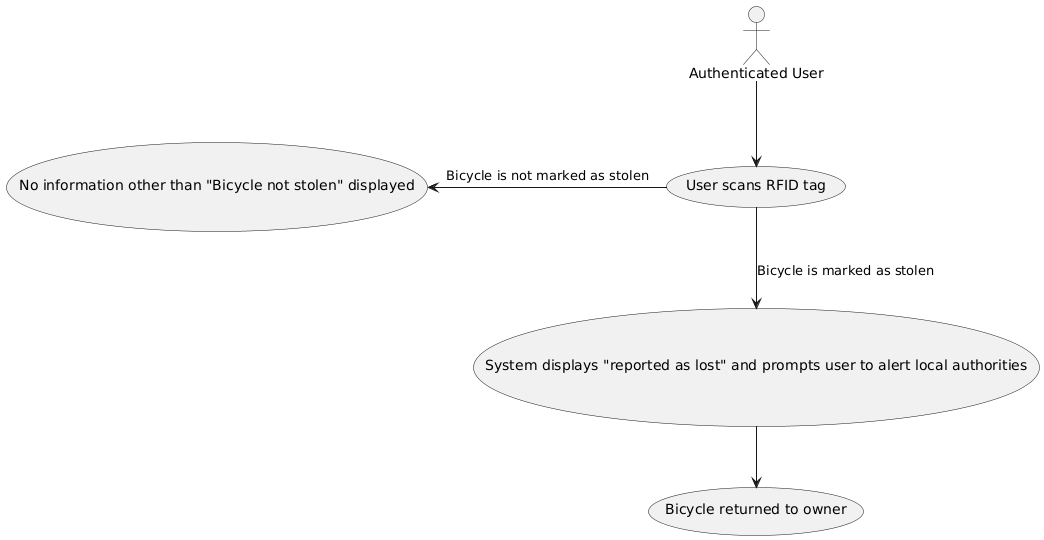 Authenticated User
Bicycle is not marked as stolen
No information other than "Bicycle not stolen" displayed
User scans RFID tag
Bicycle is marked as stolen
System displays "reported as lost" and prompts user to alert local authorities
Bicycle returned to owner